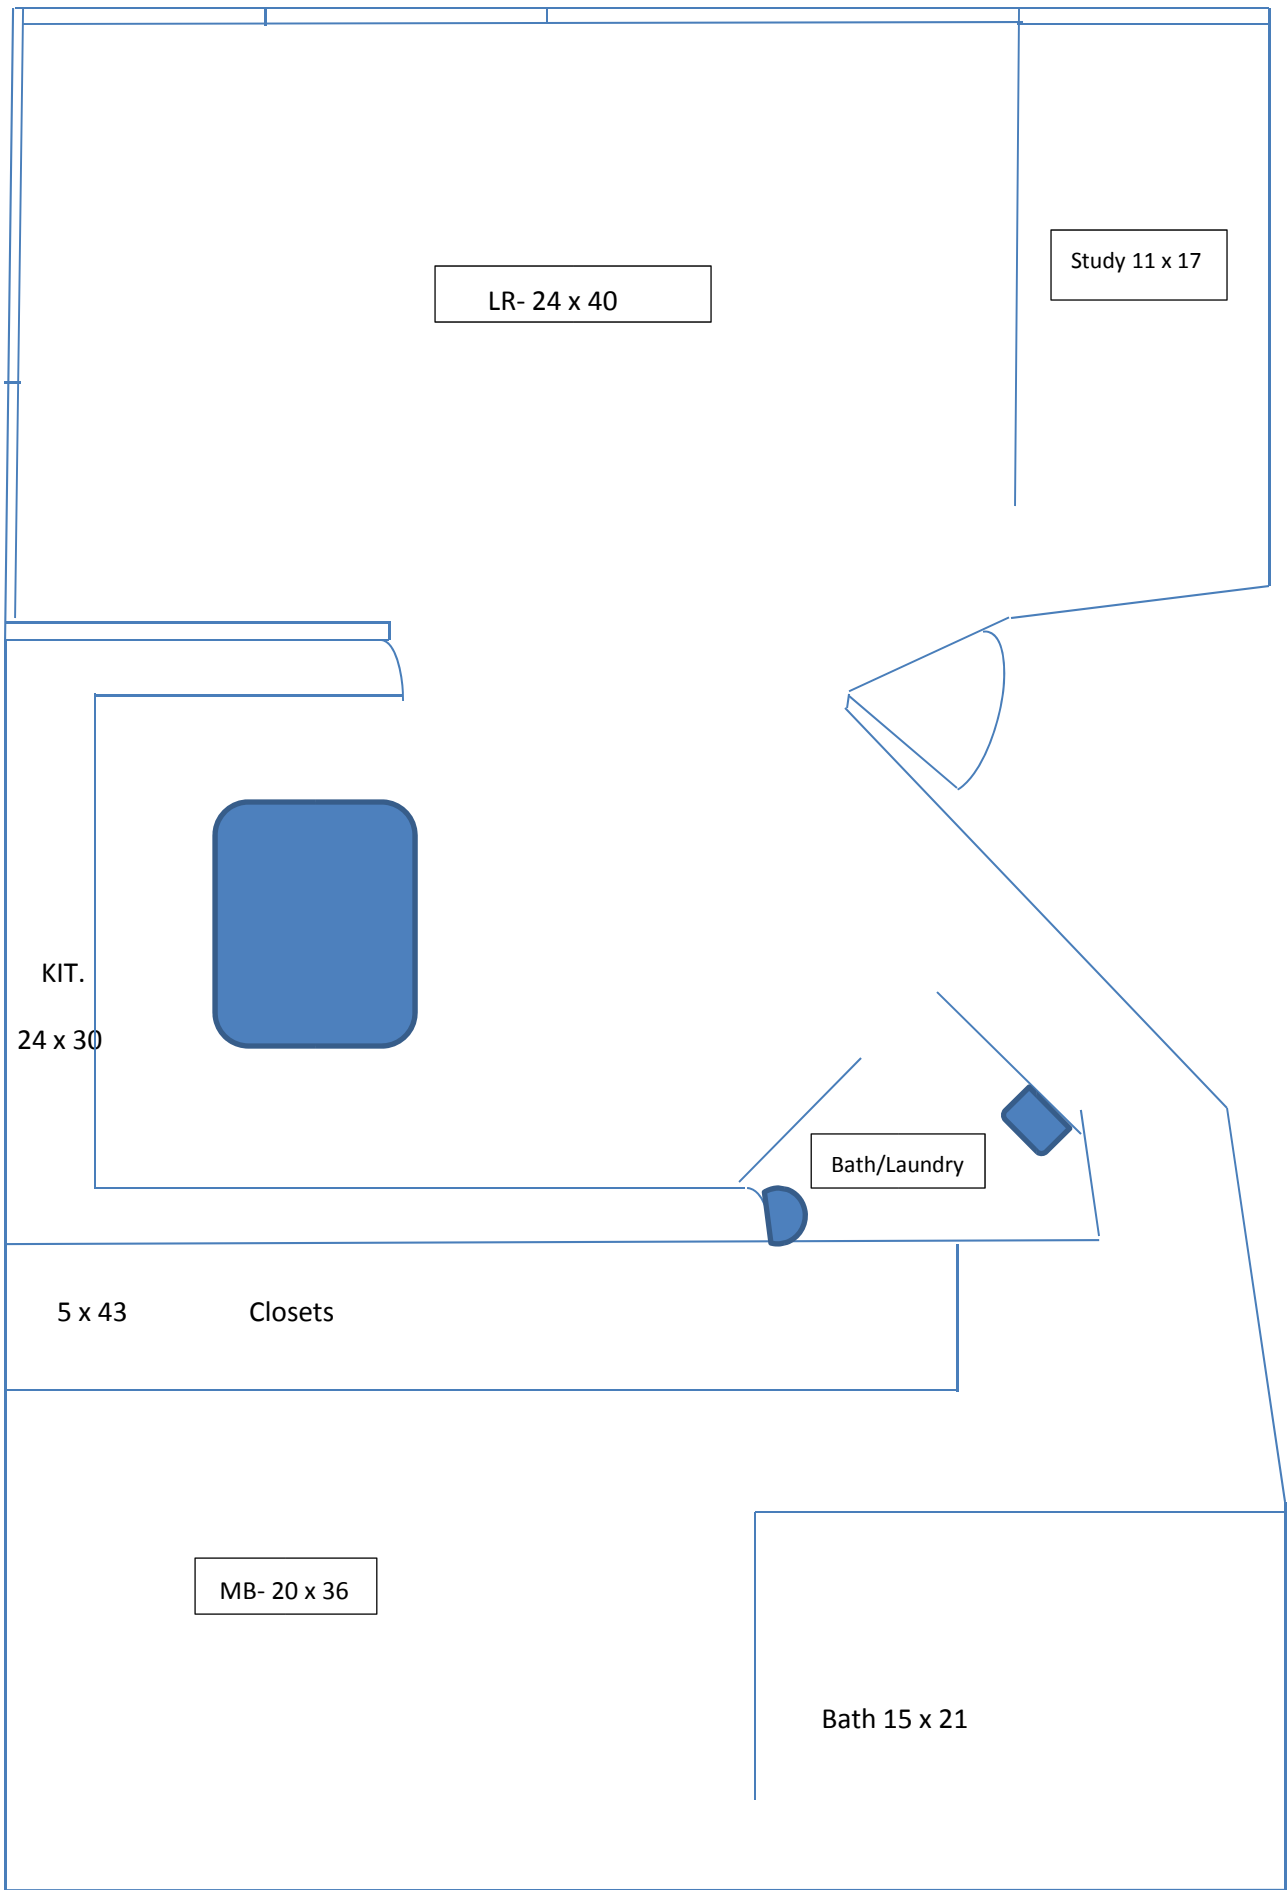 Study 11 x 17
LR- 24 x 40
KIT.
24 x 30
Bath/Laundry
5 x 43 Closets
MB- 20 x 36
Bath 15 x 21